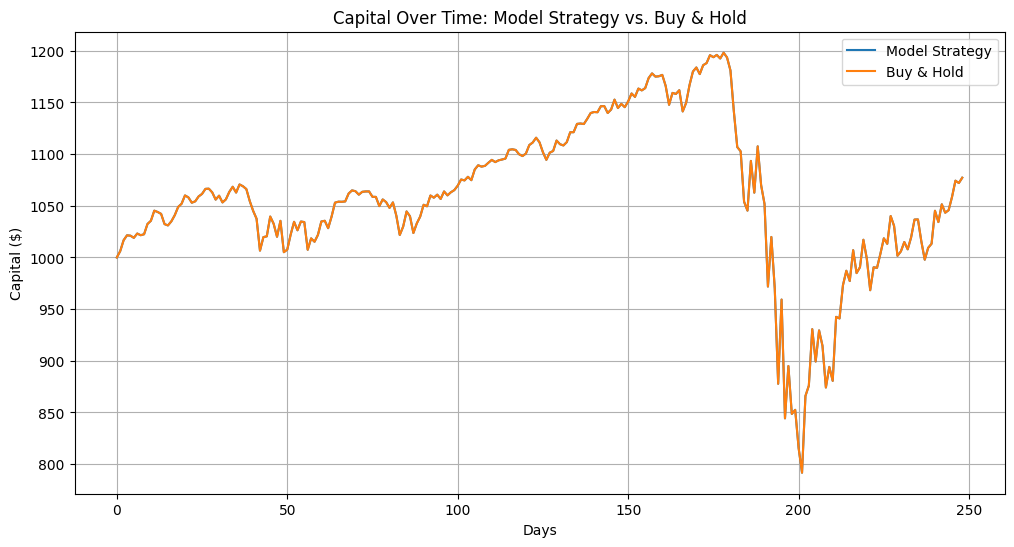 Capital Over Time: Model Strategy vs. Buy & Hold
Model Strategy
Buy & Hold
Capital ($)
1200
1150
1100
1050
1000
950
900
850
800
0 50 100 150 200 250
Days